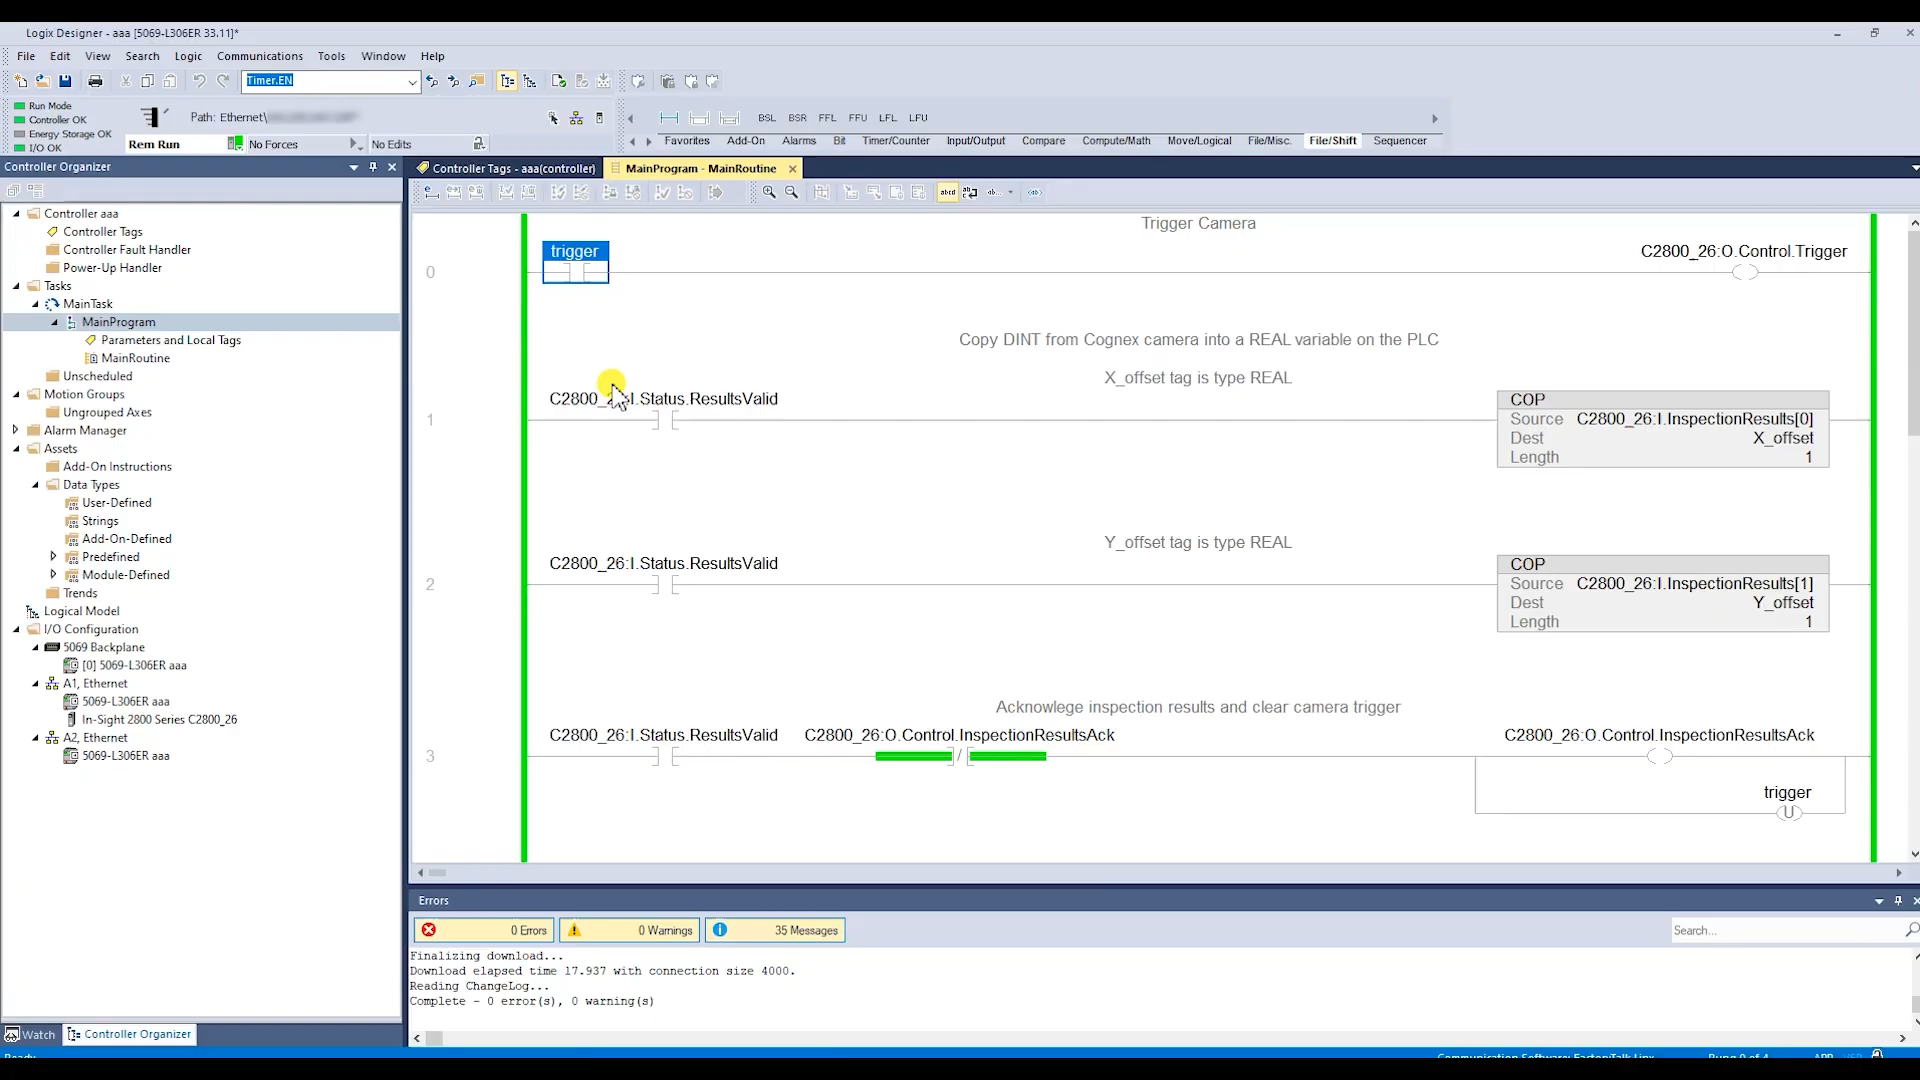 Logix Designer - aaa [5069-L306ER 33.11]*
File Edit View Search Logic Communications Tools Window Help
Timer.EN
Run Mode
Controller OK
Energy Storage OK
I/O OK
Path: Ethernet\
Rem Run
No Forces
No Edits
BSL BSR FFL FFU LFL LFU
Favorites Add-On Alarms Bit Timer/Counter Input/Output Compare Compute/Math Move/Logical File/Misc. File/Shift Sequencer
Controller Organizer
Controller aaa
Controller Tags
Controller Fault Handler
Power-Up Handler
Tasks
MainTask
MainProgram
Parameters and Local Tags
MainRoutine
Unscheduled
Motion Groups
Ungrouped Axes
Alarm Manager
Assets
Add-On Instructions
Data Types
User-Defined
Strings
Add-On-Defined
Predefined
Module-Defined
Trends
Logical Model
I/O Configuration
5069 Backplane
[0] 5069-L306ER aaa
A1, Ethernet
5069-L306ER aaa
In-Sight 2800 Series C2800_26
A2, Ethernet
5069-L306ER aaa
Watch
Controller Organizer
Controller Tags - aaa(controller)
MainProgram - MainRoutine
Trigger Camera
0
trigger
C2800_26:O.Control.Trigger
Copy DINT from Cognex camera into a REAL variable on the PLC
X_offset tag is type REAL
1
:I.Status.ResultsValid
COP
Source C2800_26:I.InspectionResults[0]
Dest X_offset
Length 1
Y_offset tag is type REAL
2
C2800_26:I.Status.ResultsValid
COP
Source C2800_26:I.InspectionResults[1]
Dest Y_offset
Length 1
Acknowlege inspection results and clear camera trigger
3
C2800_26:I.Status.ResultsValid
C2800_26:O.Control.InspectionResultsAck
/
C2800_26:O.Control.InspectionResultsAck
trigger
U
Errors
0 Errors
0 Warnings
35 Messages
Search...
Finalizing download...
Download elapsed time 17.937 with connection size 4000.
Reading ChangeLog...
Complete - 0 error(s), 0 warning(s)